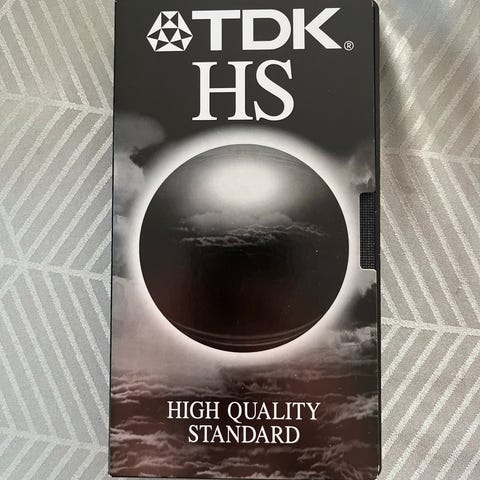 TDK®
HS
HIGH QUALITY
STANDARD